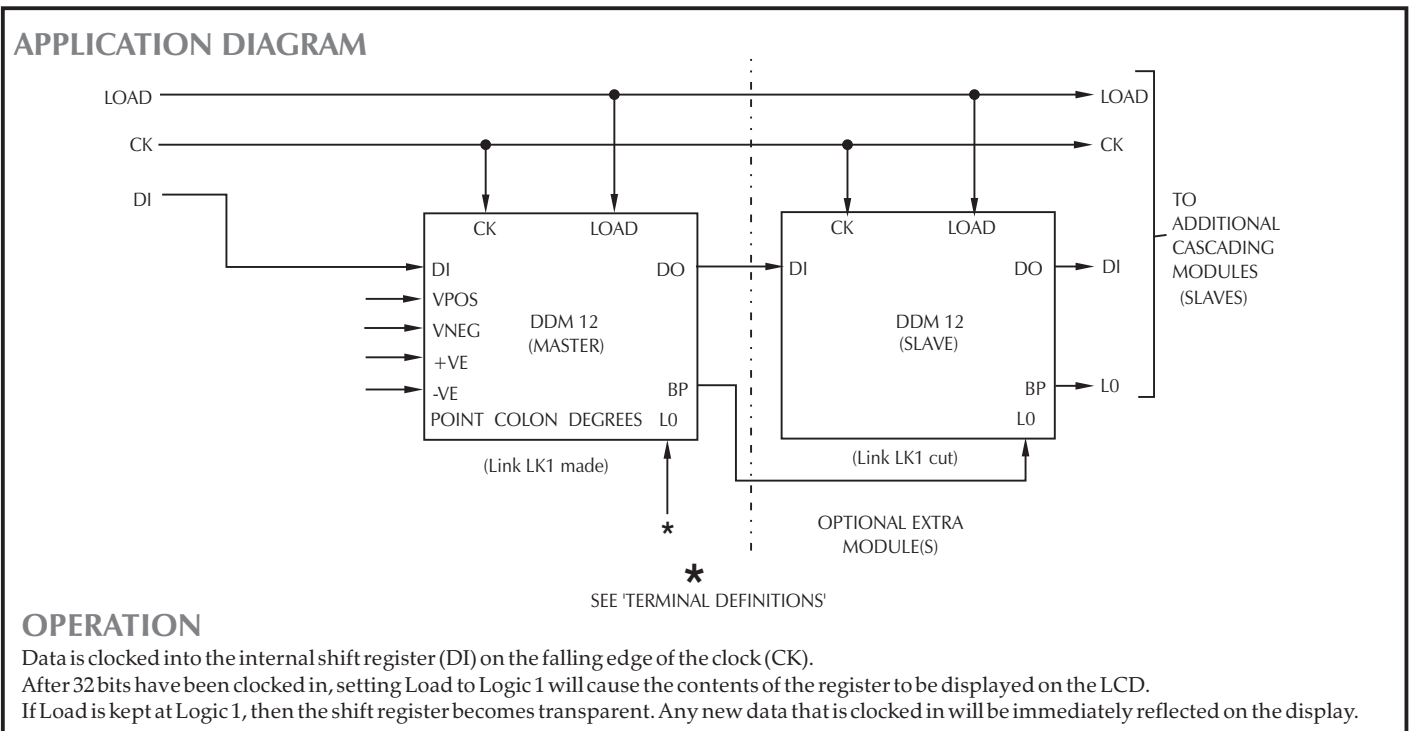 APPLICATION DIAGRAM
LOAD
LOAD
CK
CK
DI
TO
ADDITIONAL
CASCADING
MODULES
(SLAVES)
CK
LOAD
CK
LOAD
DI
DO
DI
DO
DI
VPOS
VNEG
+VE
-VE
DDM 12
(MASTER)
DDM 12
(SLAVE)
BP
BP
L0
POINT COLON DEGREES L0
L0
(Link LK1 made)
(Link LK1 cut)
*
OPTIONAL EXTRA
MODULE(S)
*
SEE 'TERMINAL DEFINITIONS'
OPERATION
Data is clocked into the internal shift register (DI) on the falling edge of the clock (CK).
After 32 bits have been clocked in, setting Load to Logic 1 will cause the contents of the register to be displayed on the LCD.
If Load is kept at Logic 1, then the shift register becomes transparent. Any new data that is clocked in will be immediately reflected on the display.